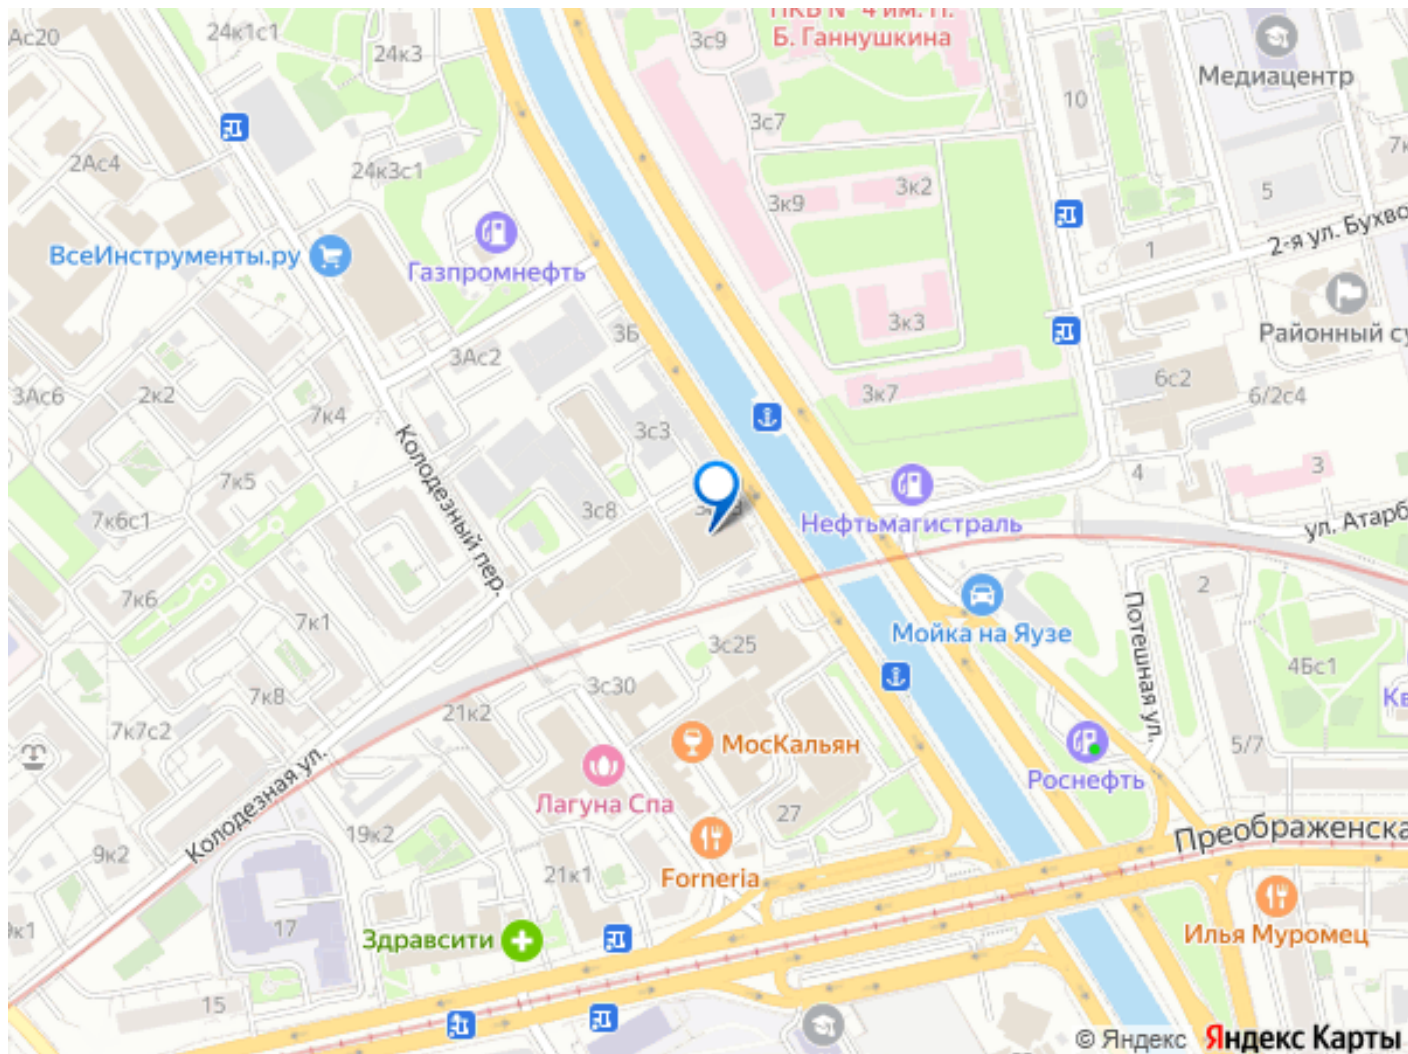 Ас20
24к1с1
24к3
3с9
ПКБ № 4 им. П.
Б. Ганнушкина
Медиацентр
10
3с7
2Ас4
24к3с1
3к9
3к2
5
1
2-я ул. Бухво
ВсеИнструменты.ру
Газпромнефть
3Б
3к3
Районный су
3Ас2
3Ас6
2к2
7к4
3к7
6с2
6/2с4
3с3
Колодезный пер.
7к5
7к6с1
3с8
4
3
Нефтьмагистраль
ул. Атарб
7к6
7к1
2
Мойка на Яузе
Потешная ул.
3с25
4Бс1
3с30
7к8
21к2
7к7с2
МосКальян
5/7
Роснефть
Лагуна Спа
27
Колодезная ул.
19к2
9к2
Преображенска
21к1
Forneria
17
Здравсити
Илья Муромец
15
© Яндекс
Яндекс Карты